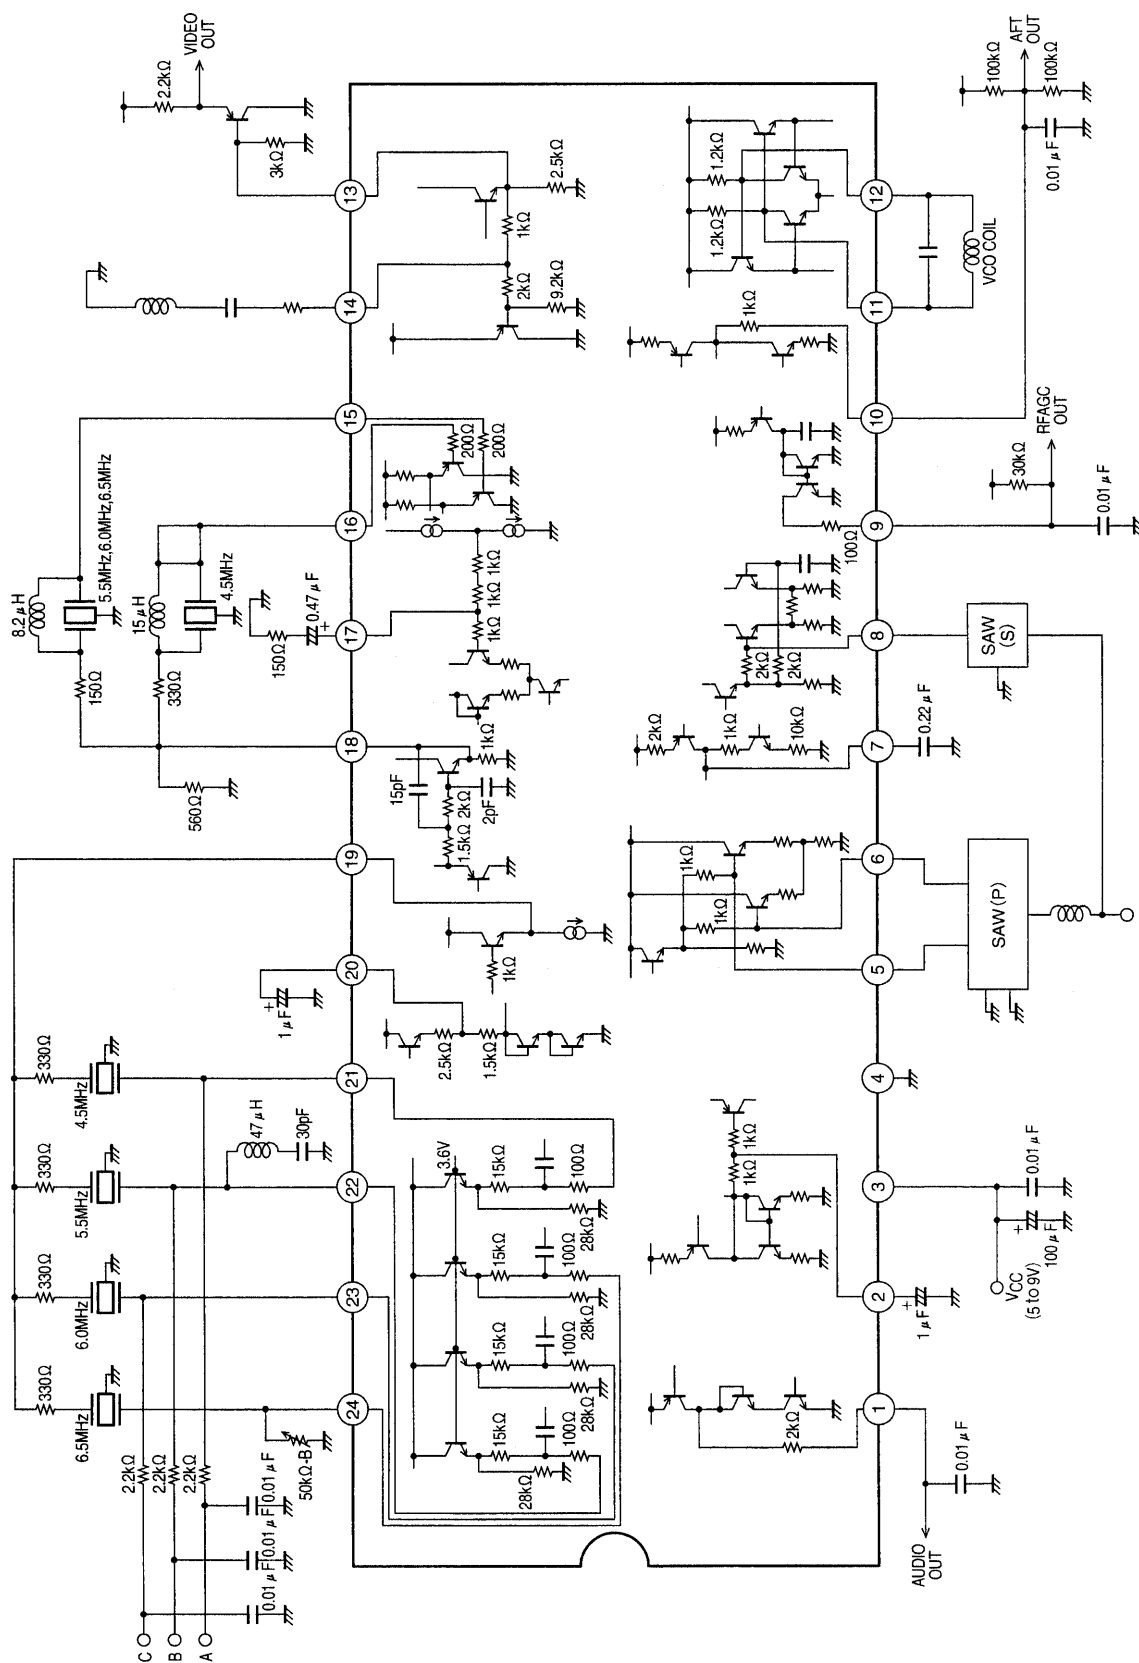 VIDEO OUT
2.2kΩ
3kΩ
13
2.5kΩ
1kΩ
14
2kΩ
9.2kΩ
15
200Ω
200Ω
8.2μH
5.5MHz,6.0MHz,6.5MHz
150Ω
16
15μH
4.5MHz
330Ω
17
150Ω
0.47μF
+
1kΩ
1kΩ
1kΩ
18
560Ω
15pF
1kΩ
2kΩ
2pF
1.5kΩ
19
1kΩ
20
1μF
+
2.5kΩ
1.5kΩ
21
330Ω
4.5MHz
22
330Ω
5.5MHz
47μH
30pF
23
330Ω
6.0MHz
24
330Ω
6.5MHz
50kΩ-B
2.2kΩ
2.2kΩ
2.2kΩ
0.01μF
0.01μF
0.01μF
C
B
A
3.6V
15kΩ
100Ω
28kΩ
15kΩ
100Ω
28kΩ
15kΩ
100Ω
28kΩ
15kΩ
100Ω
28kΩ
AFT OUT
100kΩ
100kΩ
0.01μF
12
1.2kΩ
1.2kΩ
VCO COIL
11
1kΩ
10
RFAGC OUT
30kΩ
0.01μF
9
100Ω
8
2kΩ
2kΩ
SAW (S)
7
2kΩ
1kΩ
10kΩ
0.22μF
6
1kΩ
1kΩ
SAW (P)
5
4
3
0.01μF
+
100μF
VCC
(5 to 9V)
2
1kΩ
1kΩ
1μF
+
1
2kΩ
0.01μF
AUDIO OUT